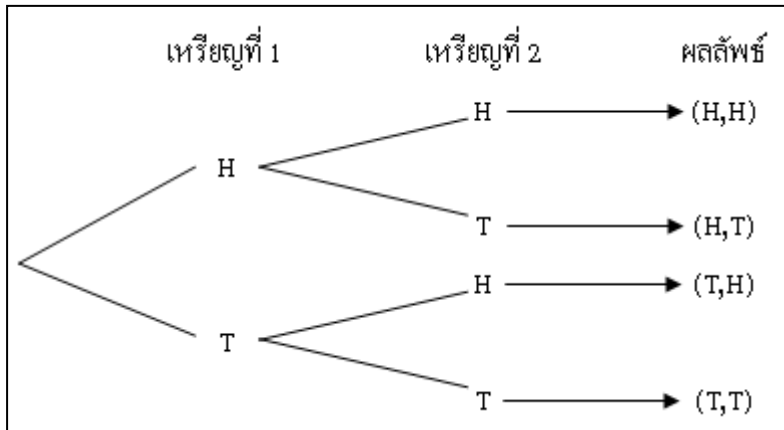 เหรียญที่ 1 เหรียญที่ 2 ผลลัพธ์
H (H,H)
H
T (H,T)
H (T,H)
T
T (T,T)